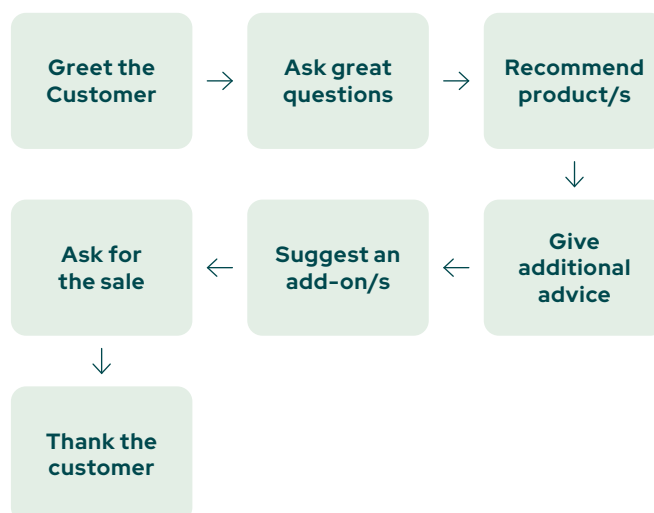 Greet the
Customer
Ask great
questions
Recommend
product/s
Give
additional
advice
Suggest an
add-on/s
Ask for
the sale
Thank the
customer